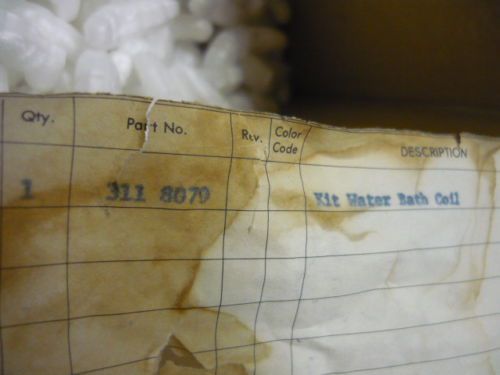 Qty. Part No. Rev. Color Code DESCRIPTION
1 311 8079 Kit Water Bath Coil